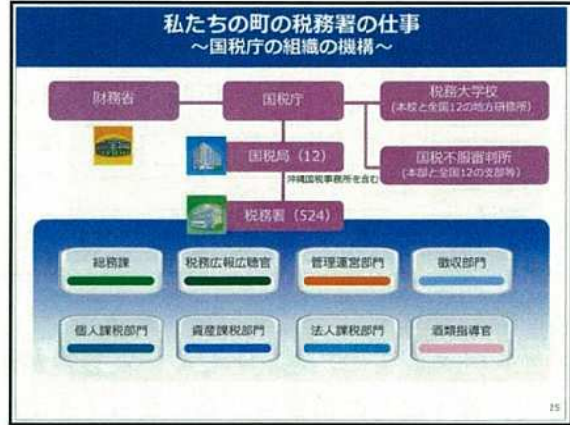 私たちの町の税務署の仕事
～国税庁の組織の機構～
財務省
国税庁
税務大学校
(本校と全国12の地方研修所)
国税局（12）
沖縄国税事務所を含む
国税不服審判所
(本部と全国12の支部等)
税務署（524）
総務課
税務広報広聴官
管理運営部門
徴収部門
個人課税部門
資産課税部門
法人課税部門
酒類指導官
25